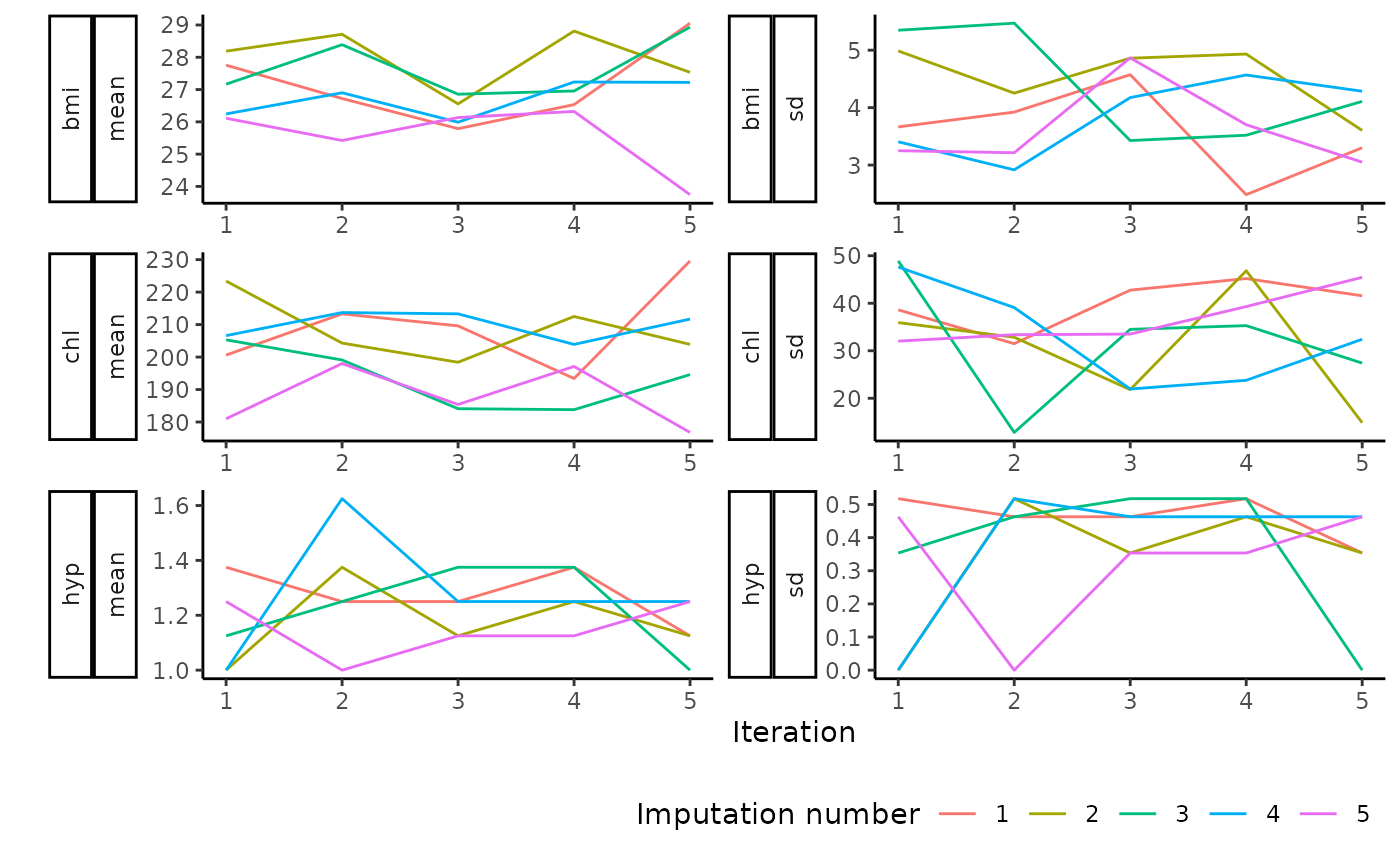 bmi
mean
29
28
27
26
25
24
1 2 3 4 5
bmi
sd
5
4
3
1 2 3 4 5
chl
mean
230
220
210
200
190
180
1 2 3 4 5
chl
sd
50
40
30
20
1 2 3 4 5
hyp
mean
1.6
1.4
1.2
1.0
1 2 3 4 5
hyp
sd
0.5
0.4
0.3
0.2
0.1
0.0
1 2 3 4 5
Iteration
Imputation number 1 2 3 4 5